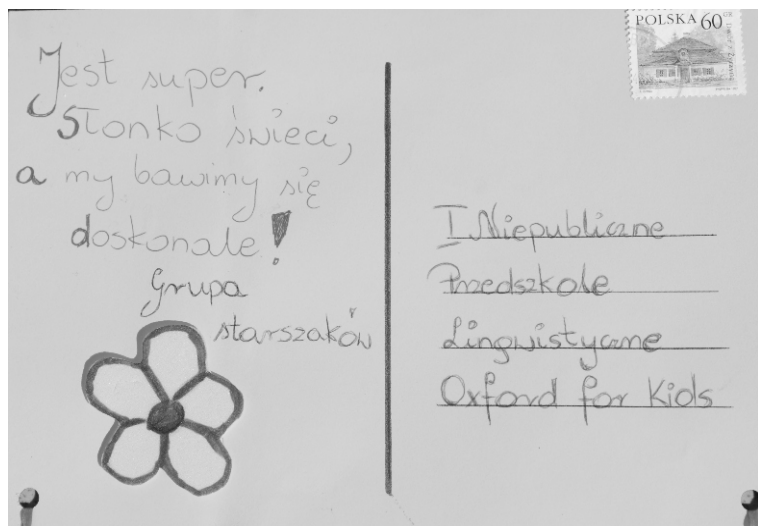 Jest super.
Słonko świeci,
a my bawimy się
doskonale!
Grupa
starszaków
POLSKA 60
I Niepubliczne
Przedszkole
Lingwistyczne
Oxford for Kids